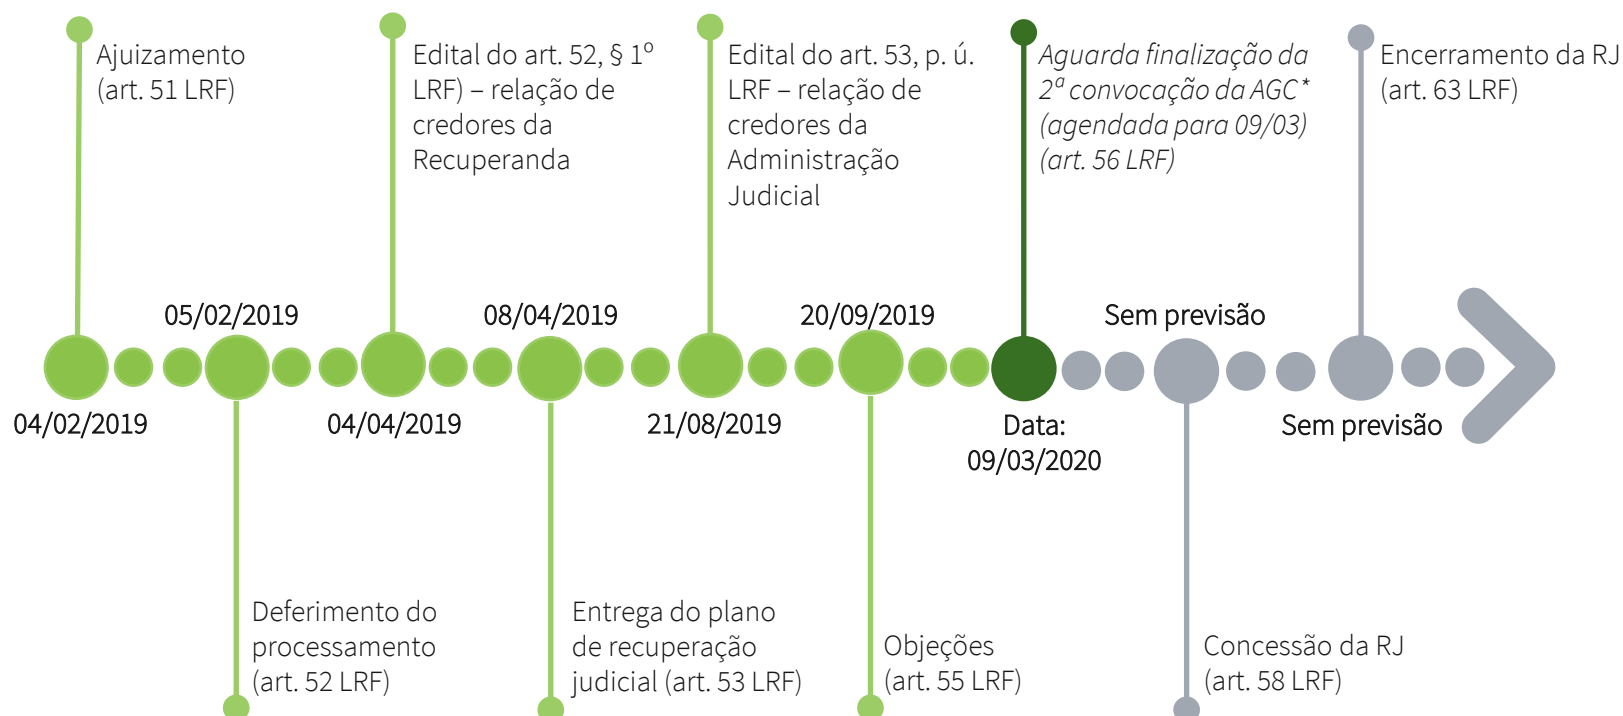 Ajuizamento
(art. 51 LRF)
Edital do art. 52, § 1º
LRF) – relação de
credores da
Recuperanda
Edital do art. 53, p. ú.
LRF – relação de
credores da
Administração
Judicial
Aguarda finalização da
2ª convocação da AGC*
(agendada para 09/03)
(art. 56 LRF)
Encerramento da RJ
(art. 63 LRF)
05/02/2019
08/04/2019
20/09/2019
Sem previsão
04/02/2019
04/04/2019
21/08/2019
Data:
09/03/2020
Sem previsão
Deferimento do
processamento
(art. 52 LRF)
Entrega do plano
de recuperação
judicial (art. 53 LRF)
Objeções
(art. 55 LRF)
Concessão da RJ
(art. 58 LRF)